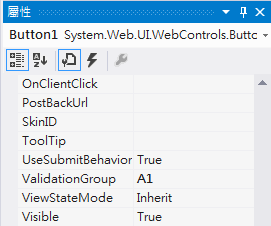 屬性
Button1 System.Web.UI.WebControls.Butto
OnClientClick
PostBackUrl
SkinID
ToolTip
UseSubmitBehavior True
ValidationGroup A1
ViewStateMode Inherit
Visible True